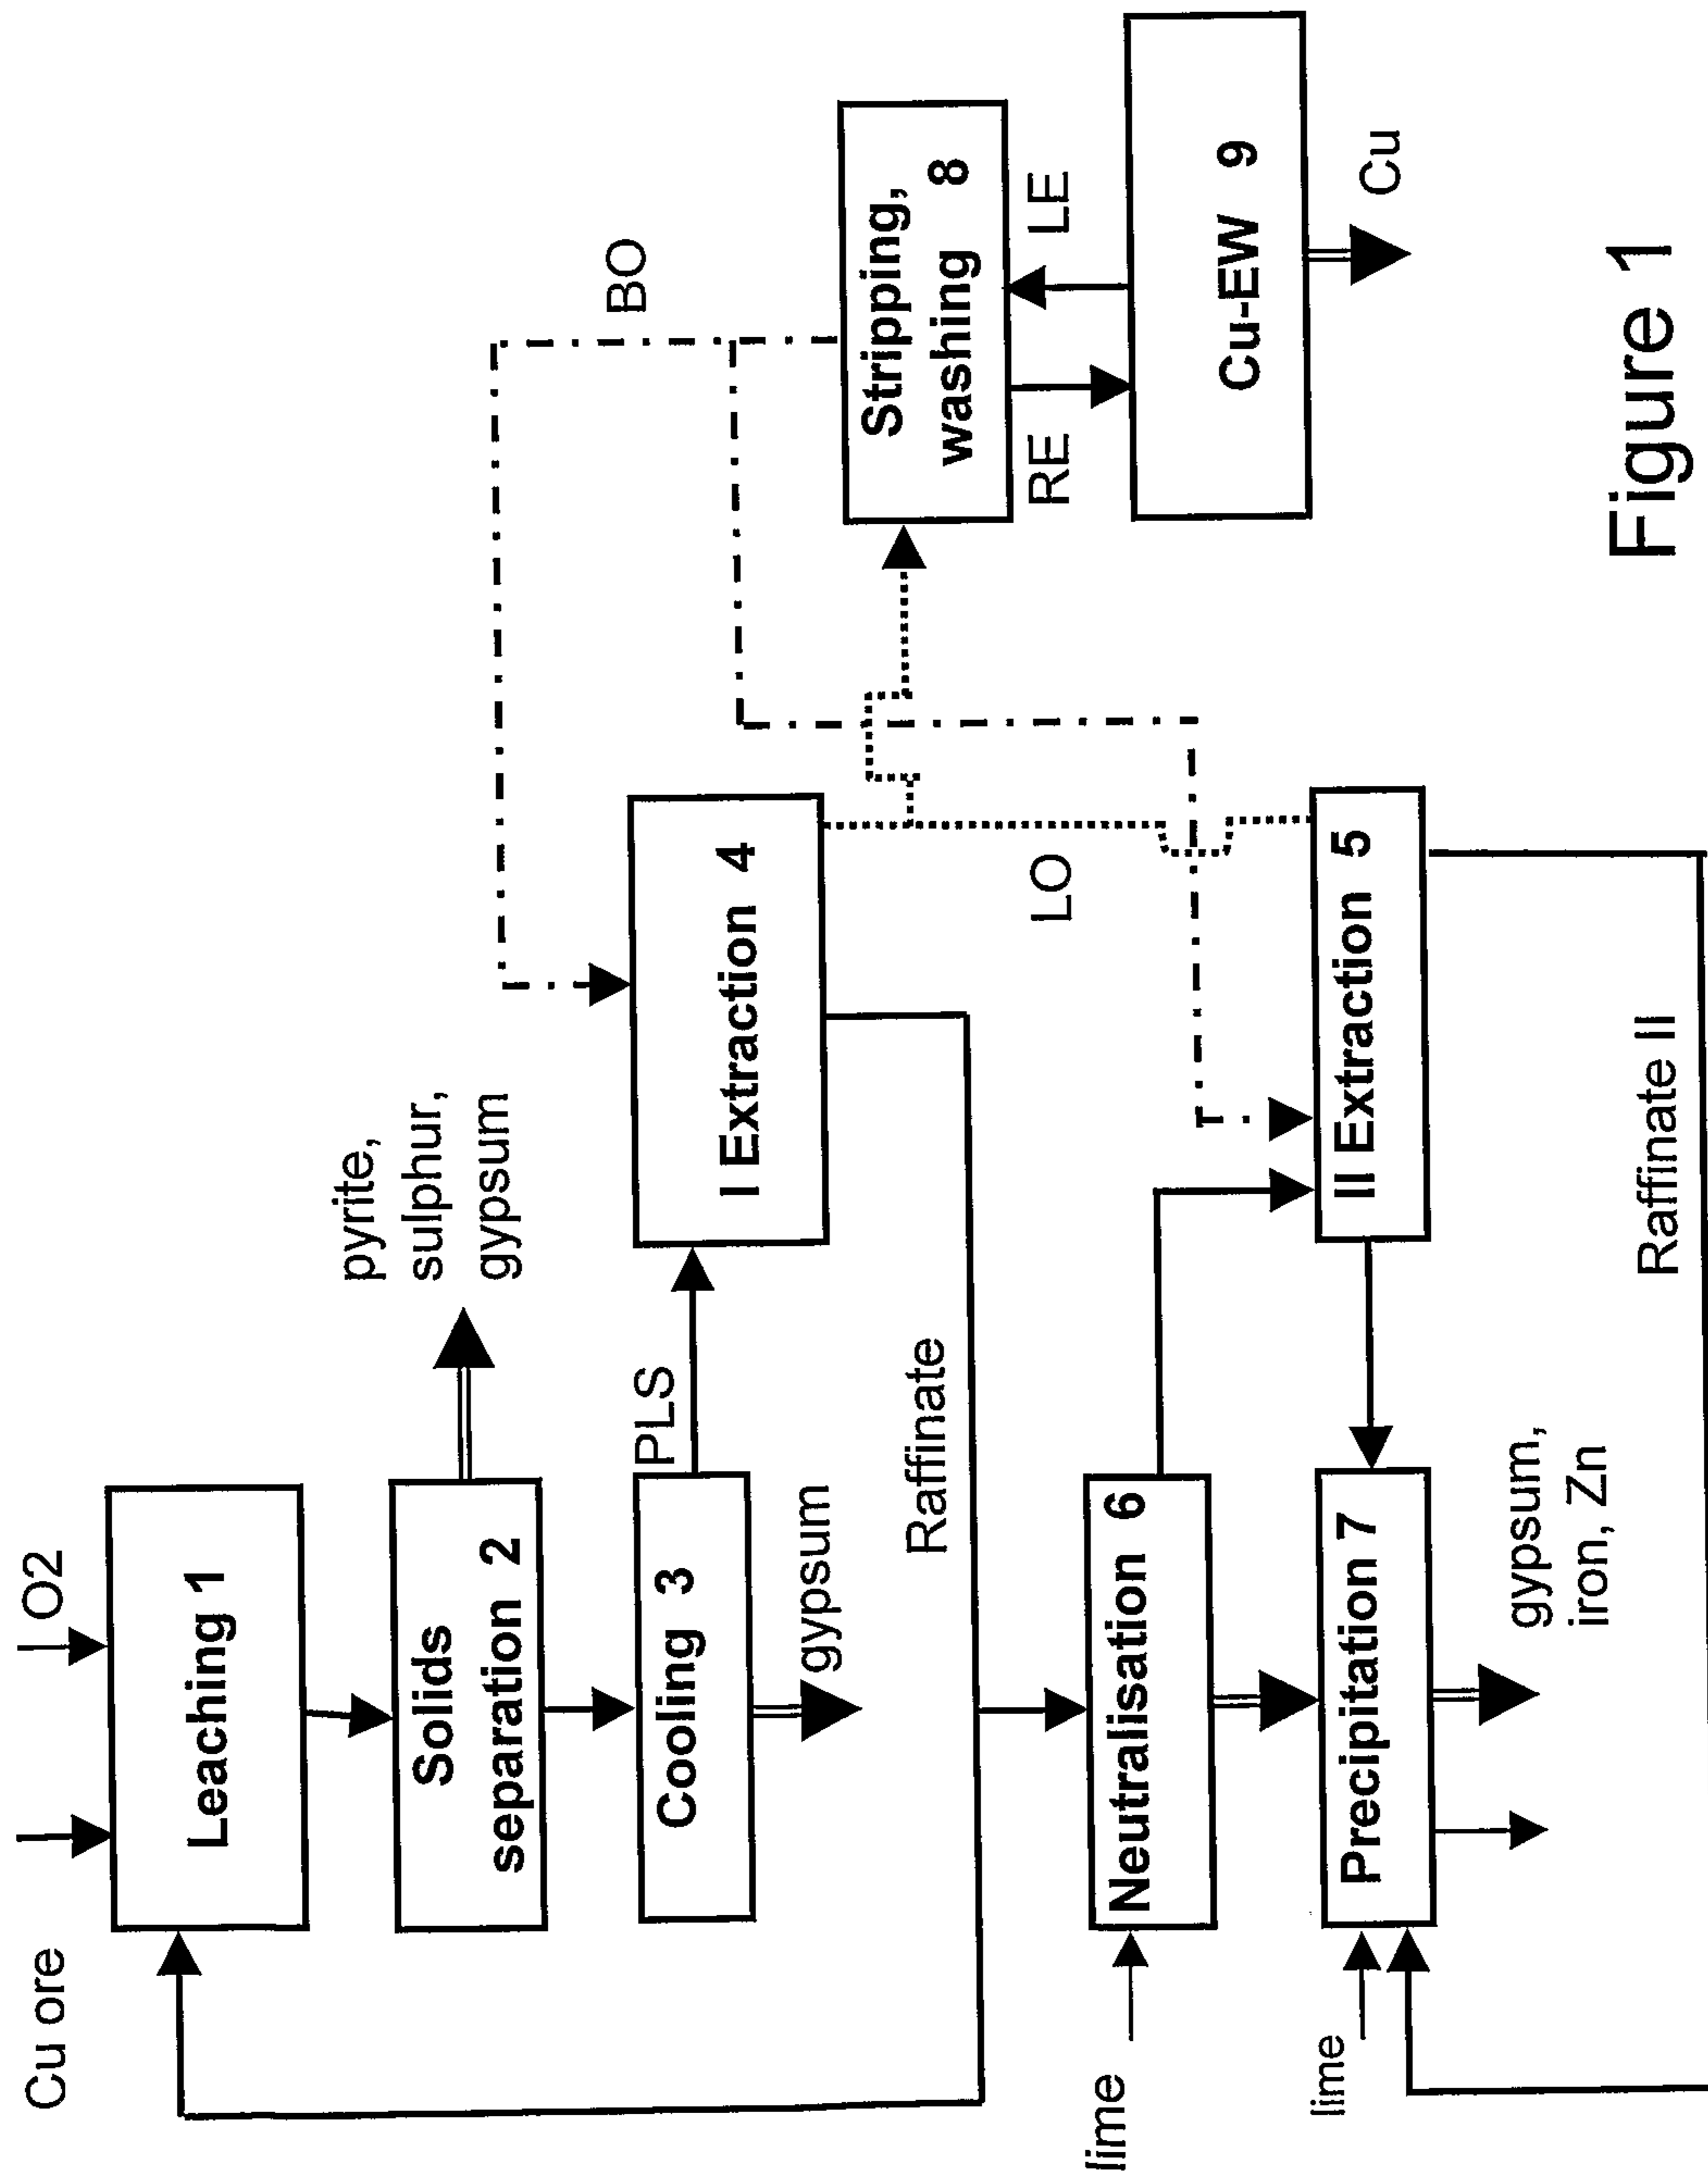 Cu ore
O2
Leaching 1
Solids
separation 2
pyrite,
sulphur,
gypsum
Cooling 3
PLS
gypsum
I Extraction 4
BO
Raffinate
LO
Stripping,
washing 8
RE
LE
Cu-EW 9
Cu
lime
Neutralisation 6
II Extraction 5
lime
Precipitation 7
gypsum,
iron, Zn
Raffinate II
Figure 1